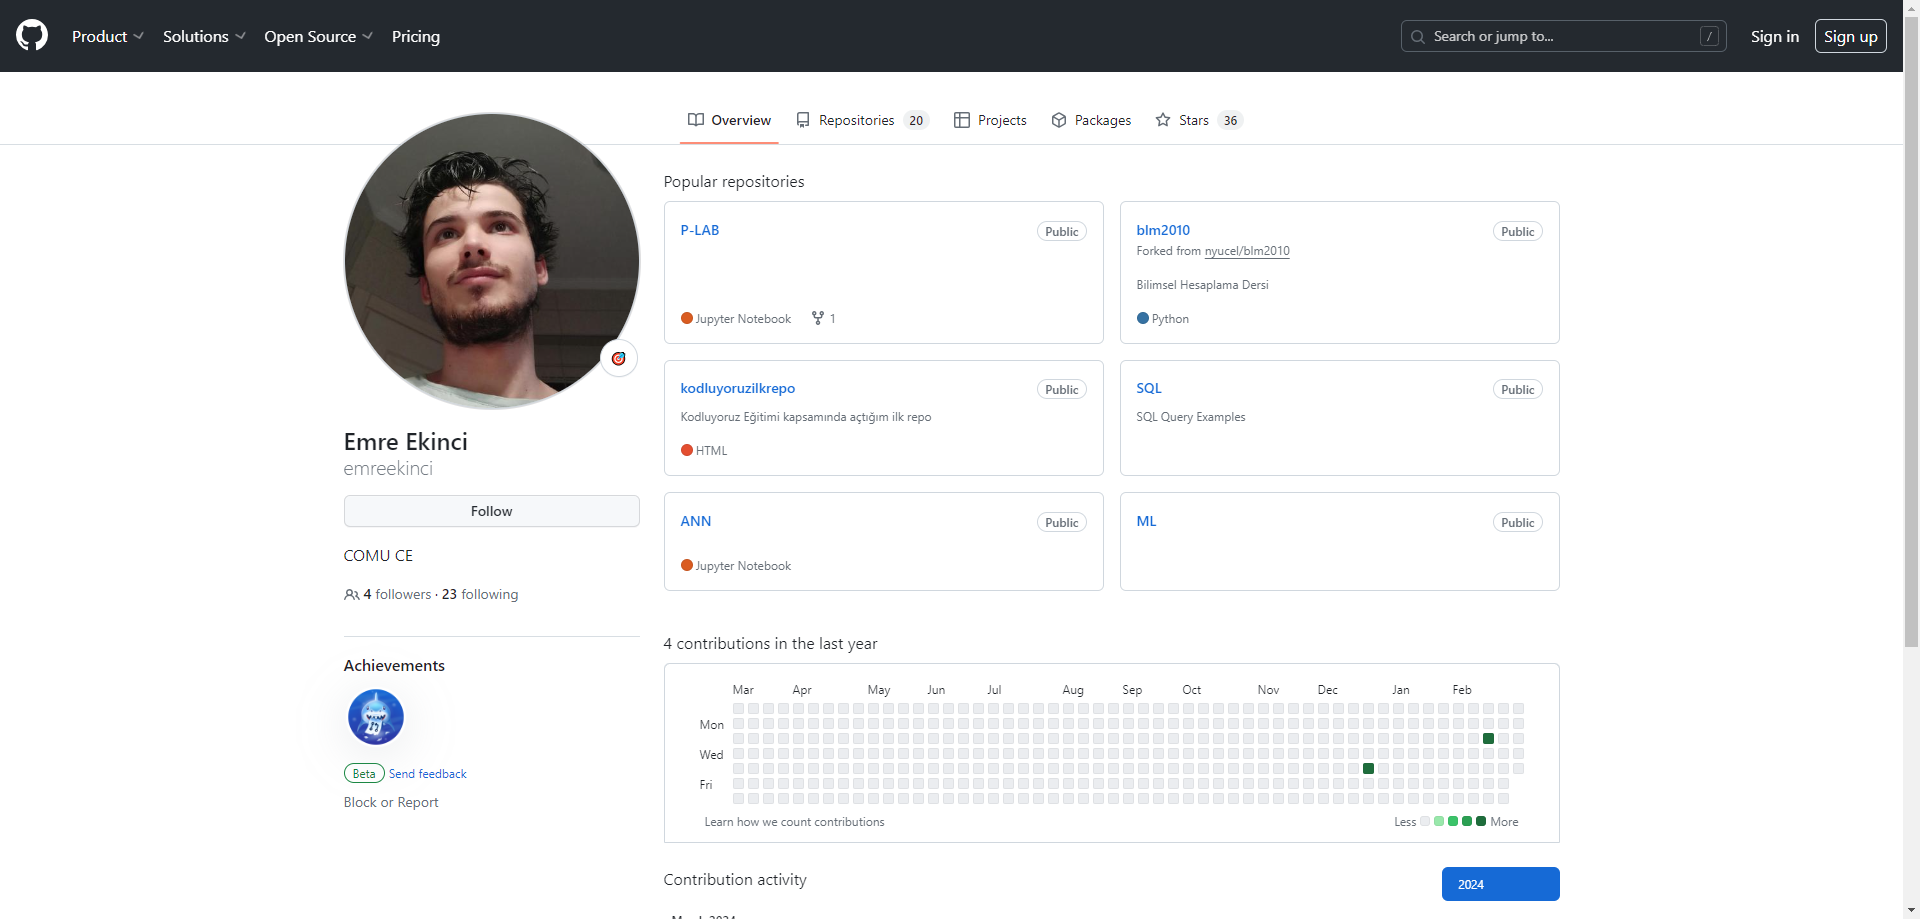 Product
Solutions
Open Source
Pricing
Search or jump to...
/
Sign in
Sign up
Overview
Repositories 20
Projects
Packages
Stars 36
Emre Ekinci
emreekinci
Follow
COMU CE
4 followers · 23 following
Achievements
Beta Send feedback
Block or Report
Popular repositories
P-LAB
Public
Jupyter Notebook 1
blm2010
Public
Forked from nyucel/blm2010
Bilimsel Hesaplama Dersi
Python
kodluyoruzilkrepo
Public
Kodluyoruz Eğitimi kapsamında açtığım ilk repo
HTML
SQL
Public
SQL Query Examples
ANN
Public
Jupyter Notebook
ML
Public
4 contributions in the last year
Mar Apr May Jun Jul Aug Sep Oct Nov Dec Jan Feb
Mon
Wed
Fri
Learn how we count contributions
Less More
Contribution activity
2024
March 2024